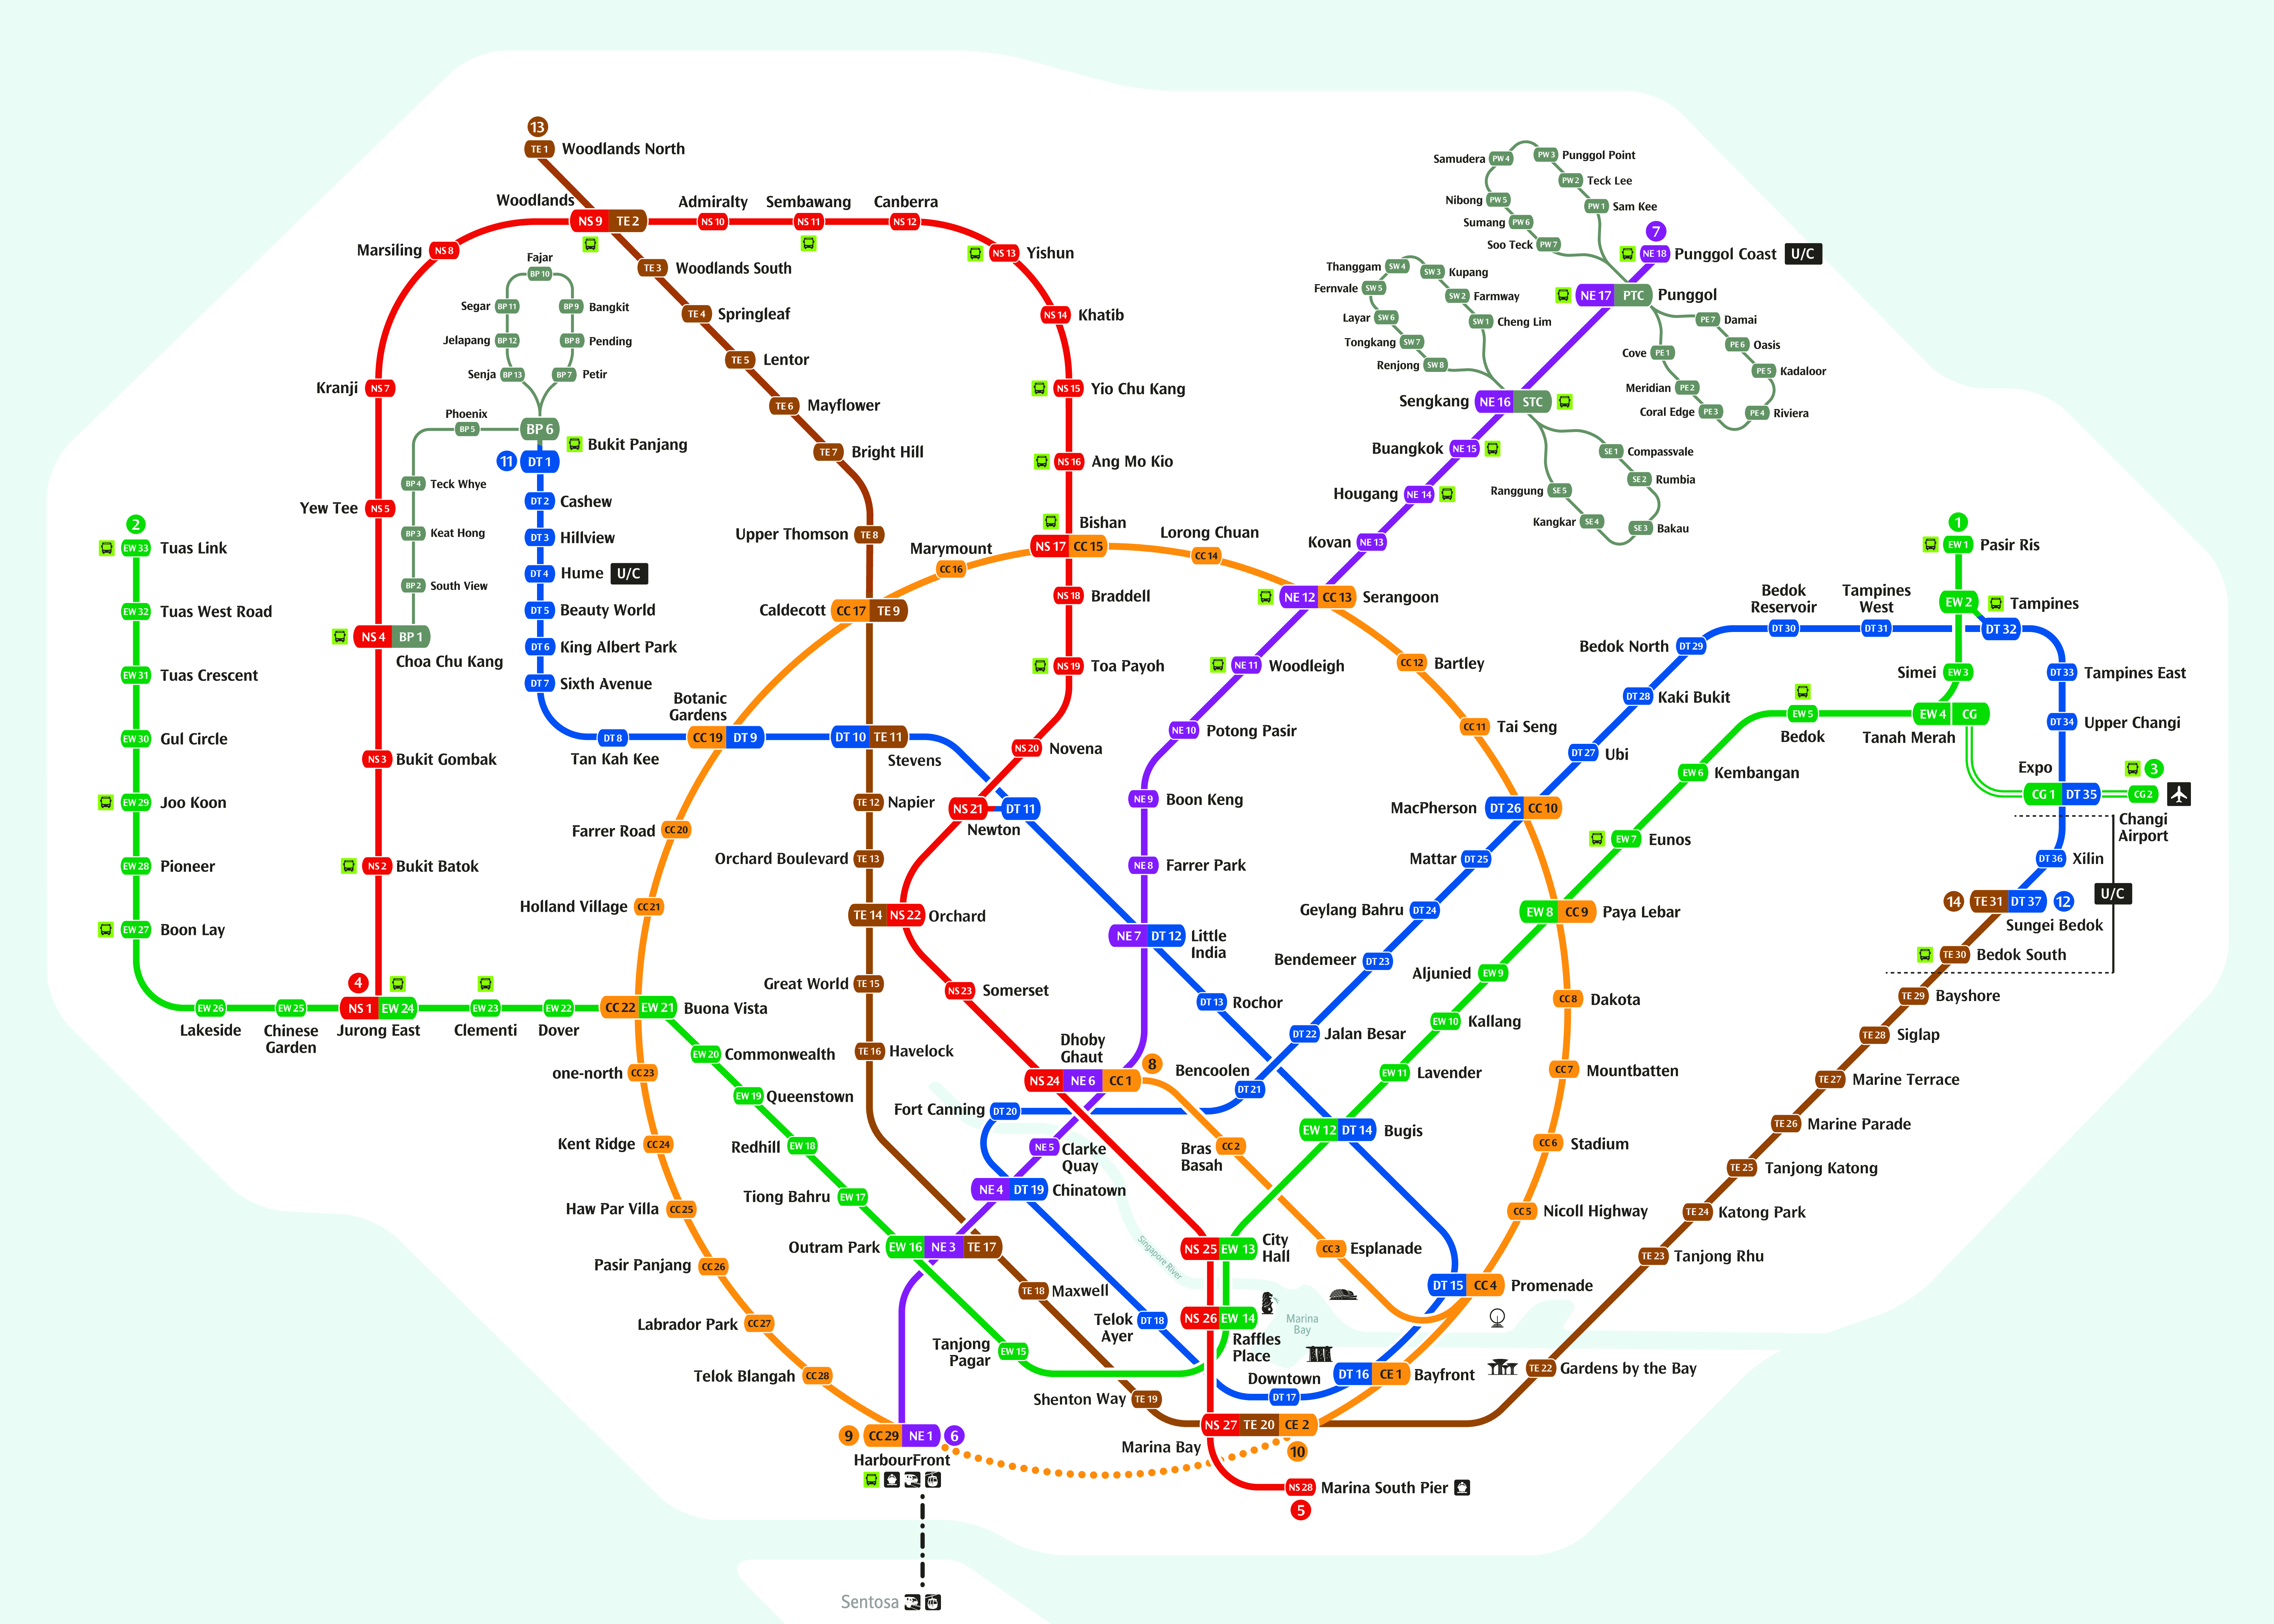 13
TE 1 Woodlands North
Woodlands
NS 9 TE 2
Admiralty
NS 10
Sembawang
NS 11
Canberra
NS 12
NS 13 Yishun
NS 14 Khatib
NS 15 Yio Chu Kang
NS 16 Ang Mo Kio
Bishan
NS 17 CC 15
NS 18 Braddell
NS 19 Toa Payoh
NS 20 Novena
NS 21 DT 11
Newton
TE 14 NS 22 Orchard
NS 23 Somerset
Dhoby
Ghaut
NS 24 NE 6 CC 1
8
NS 25 EW 13 City
Hall
NS 26 EW 14
Raffles
Place
NS 27 TE 20 CE 2
Marina Bay
10
NS 28 Marina South Pier
5
Marsiling NS 8
Kranji NS 7
Yew Tee NS 5
NS 4 BP 1
Choa Chu Kang
NS 3 Bukit Gombak
NS 2 Bukit Batok
4
NS 1 EW 24
Jurong East
Fajar
BP 10
Segar BP 11
BP 9 Bangkit
Jelapang BP 12
BP 8 Pending
Senja BP 13
BP 7 Petir
Phoenix
BP 5
BP 6
Bukit Panjang
11 DT 1
BP 4 Teck Whye
BP 3 Keat Hong
BP 2 South View
DT 2 Cashew
DT 3 Hillview
DT 4 Hume U/C
DT 5 Beauty World
DT 6 King Albert Park
DT 7 Sixth Avenue
DT 8
Tan Kah Kee
Botanic
Gardens
CC 19 DT 9
DT 10 TE 11
Stevens
TE 3 Woodlands South
TE 4 Springleaf
TE 5 Lentor
TE 6 Mayflower
TE 7 Bright Hill
Upper Thomson TE 8
Caldecott CC 17 TE 9
TE 12 Napier
Orchard Boulevard TE 13
Great World TE 15
TE 16 Havelock
Outram Park EW 16 NE 3 TE 17
TE 18 Maxwell
Shenton Way TE 19
TE 22 Gardens by the Bay
TE 23 Tanjong Rhu
TE 24 Katong Park
TE 25 Tanjong Katong
TE 26 Marine Parade
TE 27 Marine Terrace
TE 28 Siglap
TE 29 Bayshore
TE 30 Bedok South
14 TE 31 DT 37 12
Sungei Bedok
U/C
DT 36 Xilin
2
EW 33 Tuas Link
EW 32 Tuas West Road
EW 31 Tuas Crescent
EW 30 Gul Circle
EW 29 Joo Koon
EW 28 Pioneer
EW 27 Boon Lay
EW 26
Lakeside
EW 25
Chinese
Garden
EW 23
Clementi
EW 22
Dover
CC 22 EW 21 Buona Vista
EW 20 Commonwealth
EW 19 Queenstown
Redhill EW 18
Tiong Bahru EW 17
Tanjong
Pagar
EW 15
EW 12 DT 14 Bugis
EW 11 Lavender
EW 10 Kallang
Aljunied EW 9
EW 8 CC 9 Paya Lebar
EW 7 Eunos
EW 6 Kembangan
EW 5
Bedok
EW 4 CG
Tanah Merah
Simei EW 3
EW 2 Tampines
1
EW 1 Pasir Ris
Expo
CG 1 DT 35
CG 2
3
Changi
Airport
Marymount
CC 16
Lorong Chuan
CC 14
NE 12 CC 13 Serangoon
CC 12 Bartley
CC 11 Tai Seng
MacPherson DT 26 CC 10
CC 8 Dakota
CC 7 Mountbatten
CC 6 Stadium
CC 5 Nicoll Highway
DT 15 CC 4 Promenade
CC 3 Esplanade
Bras
Basah
CC 2
DT 16 CE 1 Bayfront
Farrer Road CC 20
Holland Village CC 21
one-north CC 23
Kent Ridge CC 24
Haw Par Villa CC 25
Pasir Panjang CC 26
Labrador Park CC 27
Telok Blangah CC 28
9 CC 29 NE 1 6
HarbourFront
Sentosa
NE 4 DT 19 Chinatown
NE 5 Clarke
Quay
NE 7 DT 12 Little
India
NE 8 Farrer Park
NE 9 Boon Keng
NE 10 Potong Pasir
NE 11 Woodleigh
Kovan NE 13
Hougang NE 14
Buangkok NE 15
Sengkang NE 16 STC
NE 17 PTC Punggol
7
NE 18 Punggol Coast U/C
DT 13 Rochor
Downtown
DT 17
Telok
Ayer
DT 18
Fort Canning DT 20
Bencoolen
DT 21
DT 22 Jalan Besar
Bendemeer DT 23
Geylang Bahru DT 24
Mattar DT 25
DT 27 Ubi
DT 28 Kaki Bukit
Bedok North DT 29
Bedok
Reservoir
DT 30
Tampines
West
DT 31
DT 32
DT 33 Tampines East
DT 34 Upper Changi
Samudera PW 4
PW 3 Punggol Point
PW 2 Teck Lee
PW 1 Sam Kee
Nibong PW 5
Sumang PW 6
Soo Teck PW 7
Thanggam SW 4
SW 3 Kupang
Fernvale SW 5
SW 2 Farmway
Layar SW 6
SW 1 Cheng Lim
Tongkang SW 7
Renjong SW 8
PE 7 Damai
PE 6 Oasis
Cove PE 1
PE 5 Kadaloor
Meridian PE 2
Coral Edge PE 3
PE 4 Riviera
SE 1 Compassvale
SE 2 Rumbia
Ranggung SE 5
Kangkar SE 4
SE 3 Bakau
Singapore River
Marina
Bay